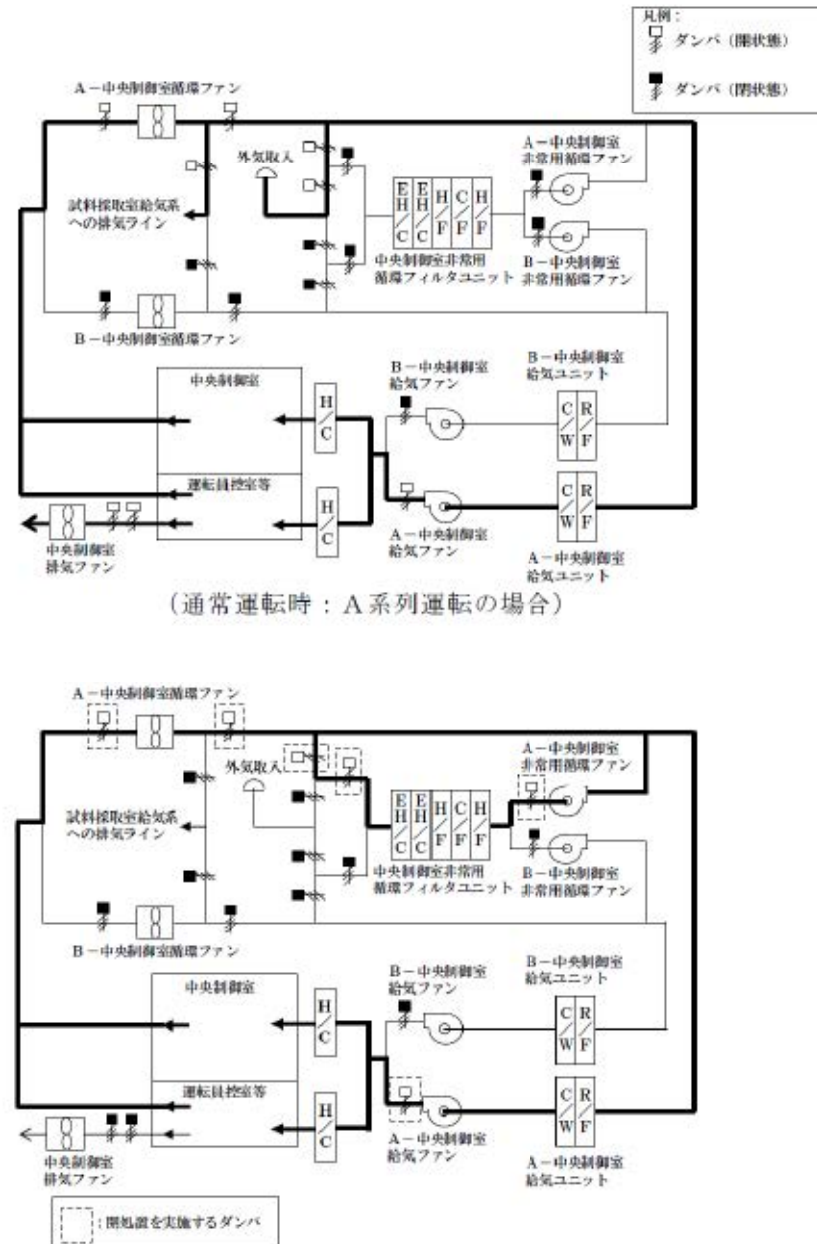 凡例：
ダンパ（開状態）
ダンパ（閉状態）
A－中央制御室循環ファン
外気取入
A－中央制御室
非常用循環ファン
試料採取室給気系
への排気ライン
EH/C
EH/C
H/F
C/F
H/F
中央制御室非常用
循環フィルタユニット
B－中央制御室
非常用循環ファン
B－中央制御室循環ファン
中央制御室
H/C
B－中央制御室
給気ファン
B－中央制御室
給気ユニット
C/W
R/F
運転員控室等
H/C
C/W
R/F
中央制御室
排気ファン
A－中央制御室
給気ファン
A－中央制御室
給気ユニット
（通常運転時：A系列運転の場合）
A－中央制御室循環ファン
外気取入
A－中央制御室
非常用循環ファン
試料採取室給気系
への排気ライン
EH/C
EH/C
H/F
C/F
H/F
中央制御室非常用
循環フィルタユニット
B－中央制御室
非常用循環ファン
B－中央制御室循環ファン
中央制御室
H/C
B－中央制御室
給気ファン
B－中央制御室
給気ユニット
C/W
R/F
運転員控室等
H/C
C/W
R/F
中央制御室
排気ファン
A－中央制御室
給気ファン
A－中央制御室
給気ユニット
：開処置を実施するダンパ